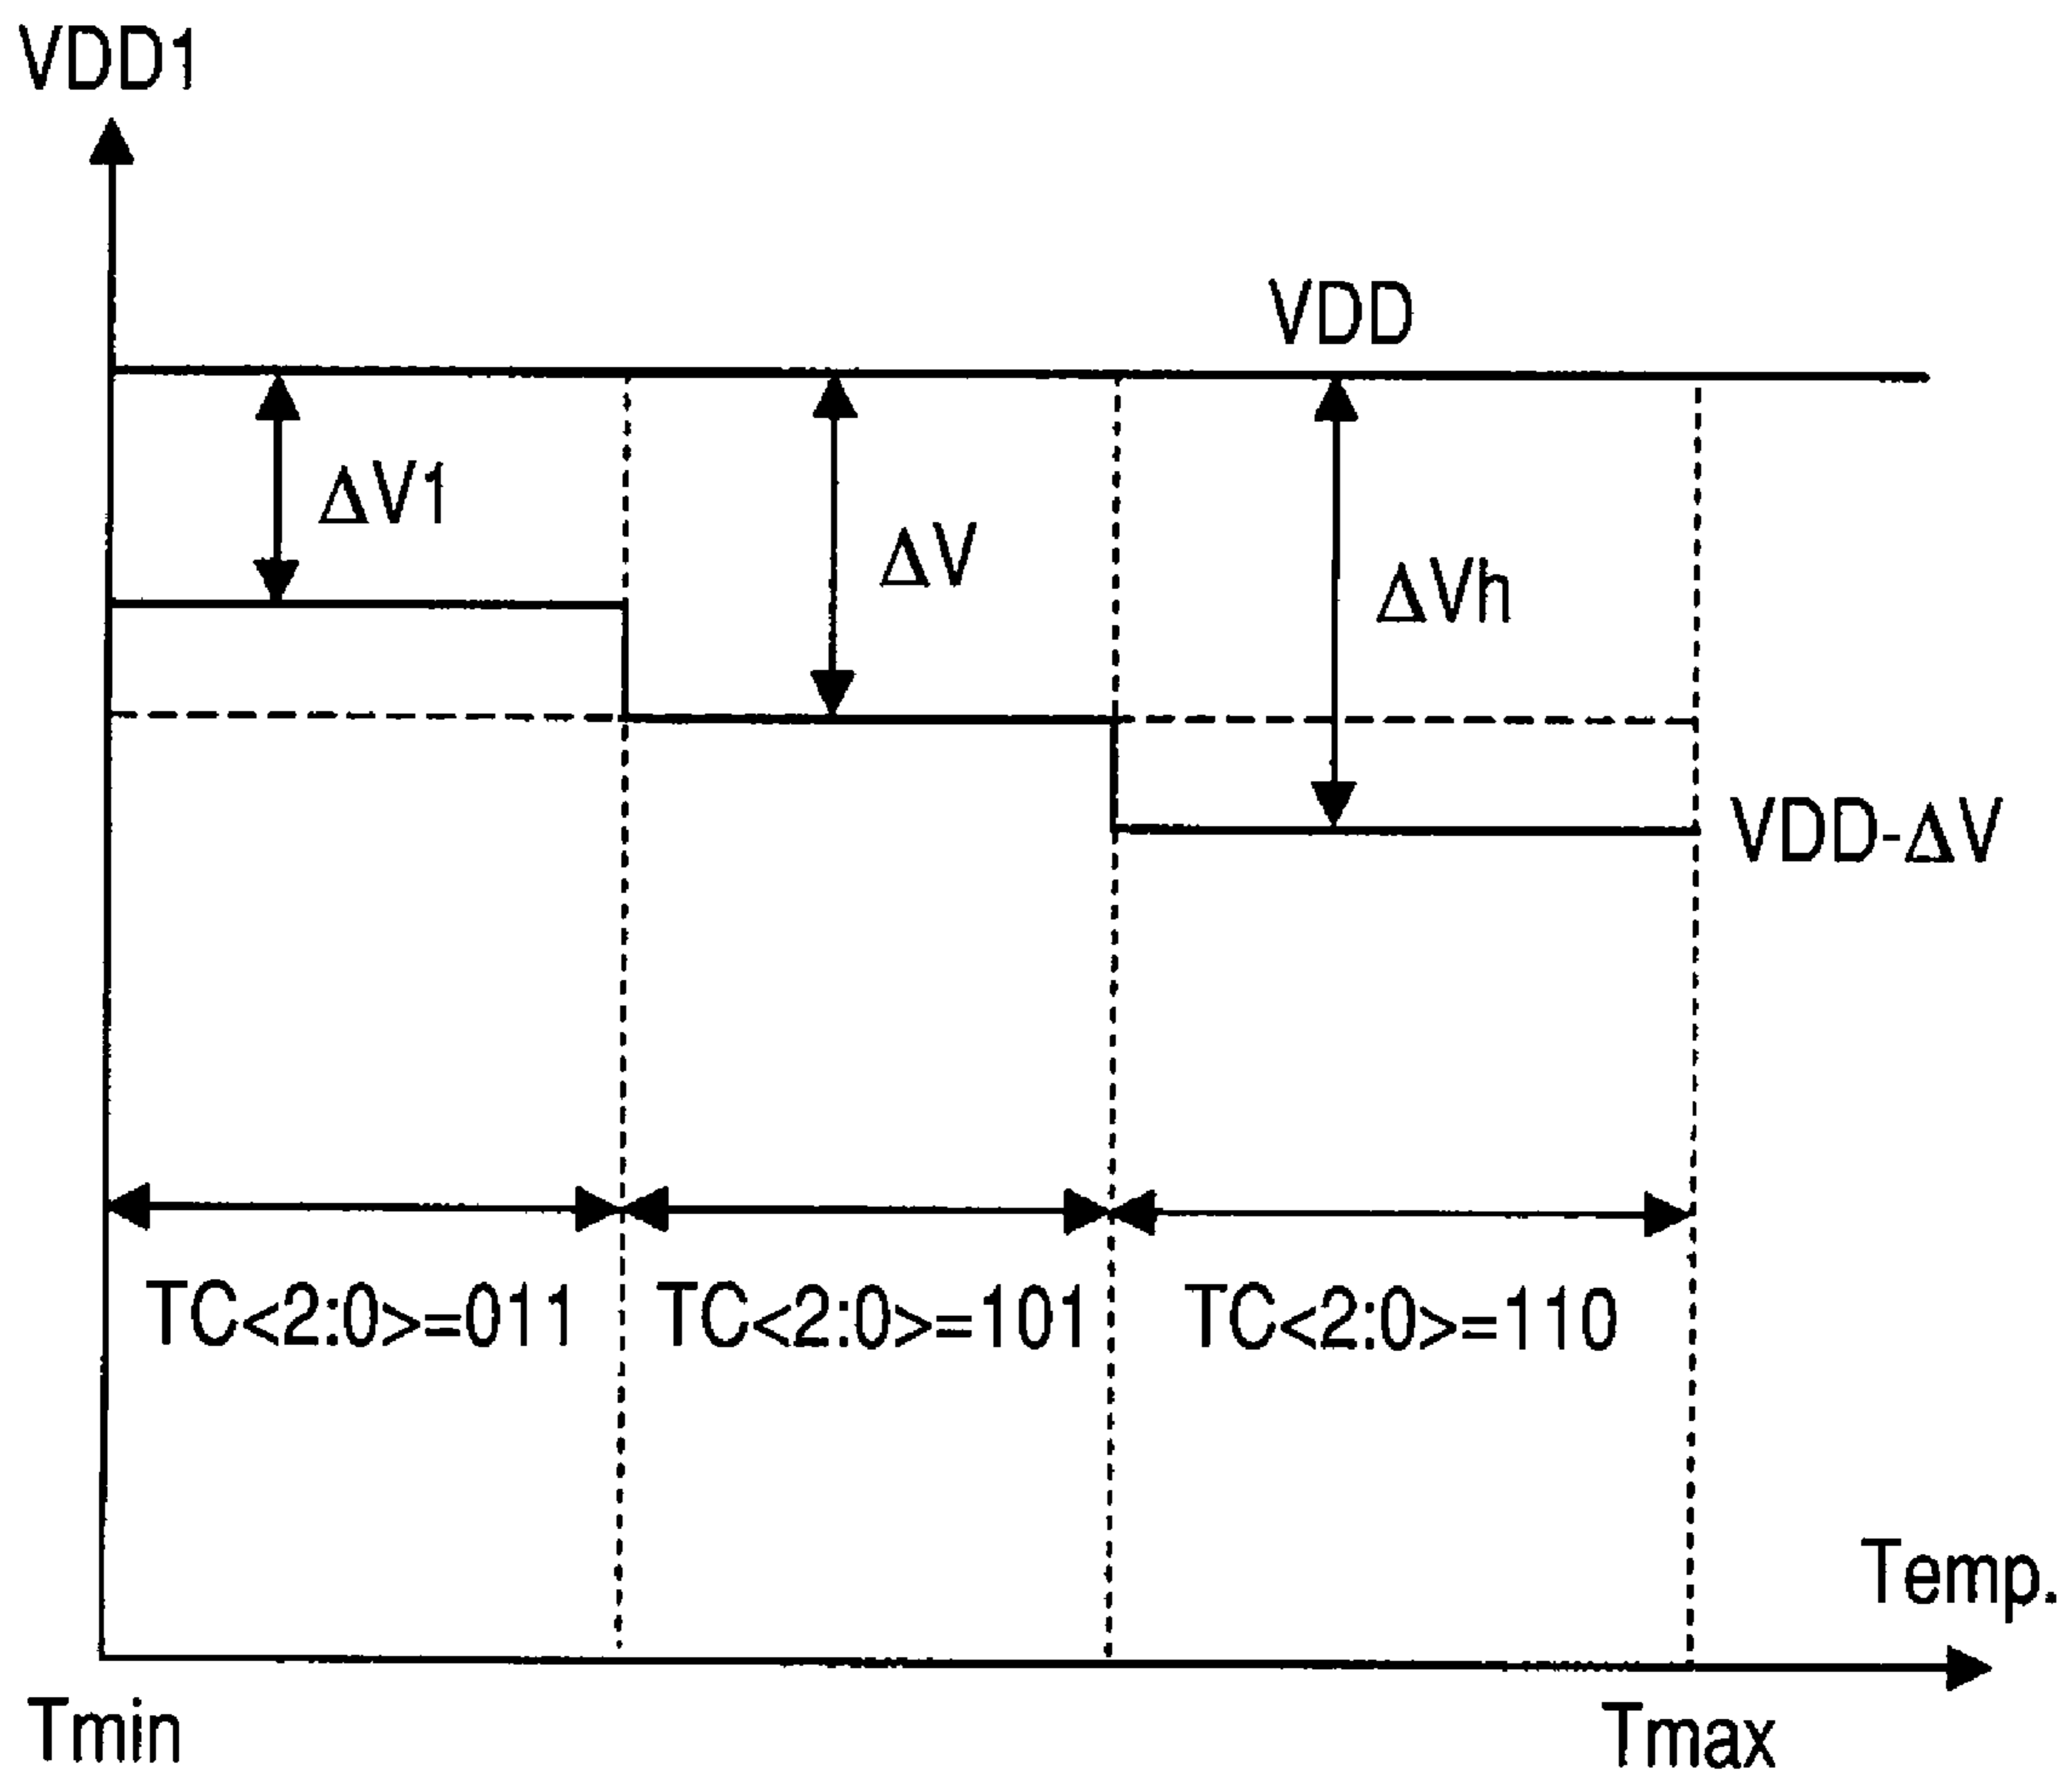 VDD1
VDD
ΔV1
ΔV
ΔVh
VDD-ΔV
TC<2:0>=011
TC<2:0>=101
TC<2:0>=110
Temp.
Tmin
Tmax